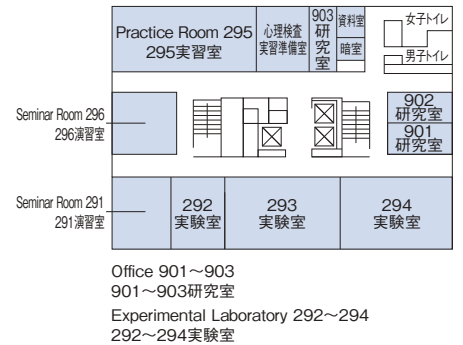 Practice Room 295
295実習室
心理検査
実習準備室
903
研
究
室
資料室
暗室
女子トイレ
男子トイレ
Seminar Room 296
296演習室
902
研究室
901
研究室
Seminar Room 291
291演習室
292
実験室
293
実験室
294
実験室
Office 901～903
901～903研究室
Experimental Laboratory 292～294
292～294実験室